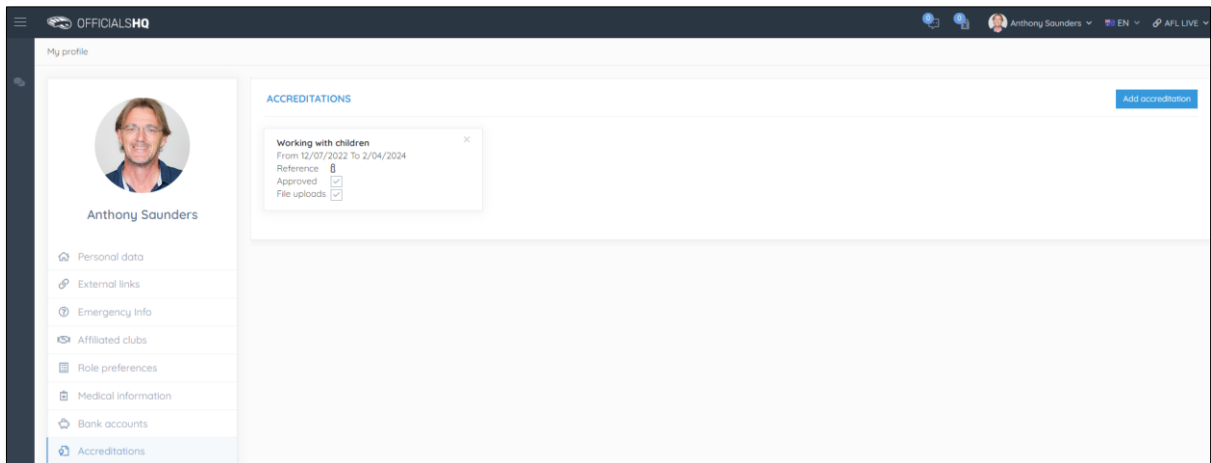 OFFICIALSHQ
0 0 Anthony Saunders EN AFL LIVE
My profile
ACCREDITATIONS
Add accreditation
Working with children
From 12/07/2022 To 2/04/2024
Reference
Approved
File uploads
Anthony Saunders
Personal data
External links
Emergency Info
Affiliated clubs
Role preferences
Medical information
Bank accounts
Accreditations